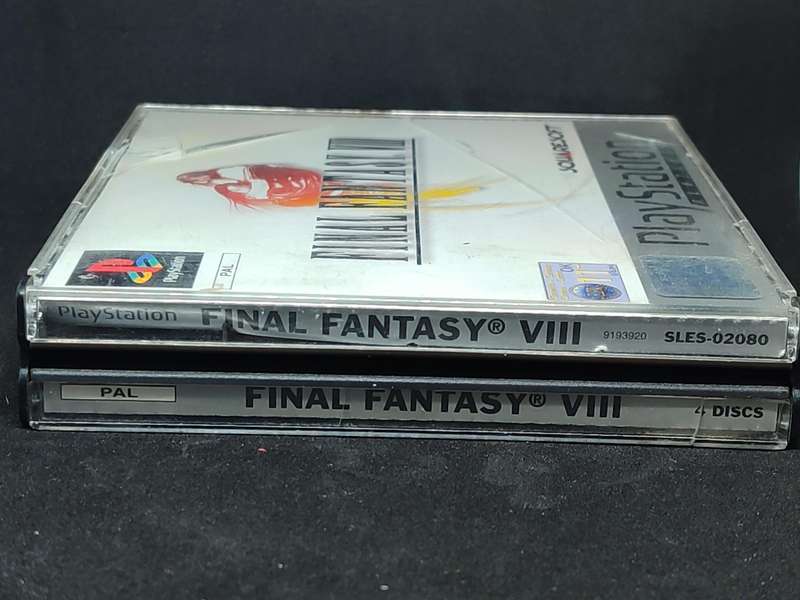 SQUARESOFT
PlayStation
FINAL FANTASY VIII
PlayStation
PAL
PlayStation FINAL FANTASY® VIII 9193920 SLES-02080
PAL FINAL FANTASY® VIII 4 DISCS